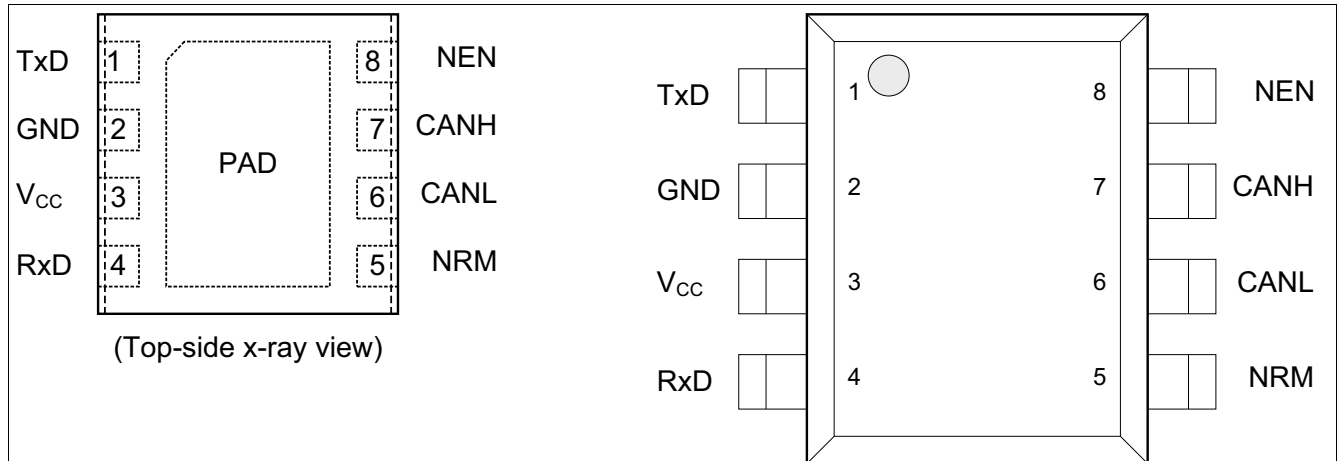 TxD 1 8 NEN
GND 2 PAD 7 CANH
VCC 3 6 CANL
RxD 4 5 NRM
(Top-side x-ray view)
TxD 1 8 NEN
GND 2 7 CANH
VCC 3 6 CANL
RxD 4 5 NRM